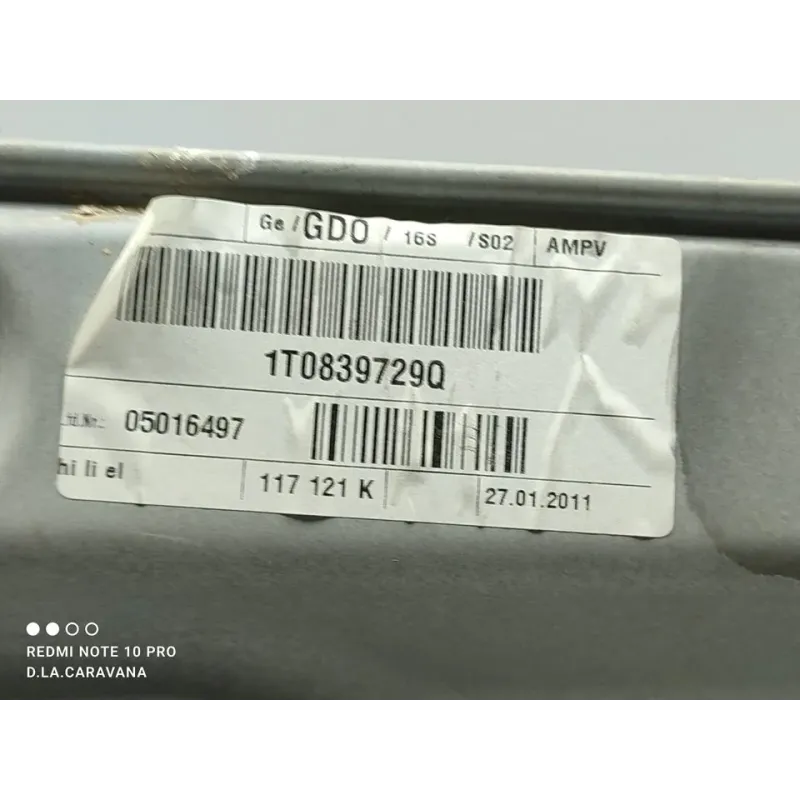 Ge / GDO / 16S / S02 AMPV
1T0839729Q
05016497
hi li el 117 121 K 27.01.2011
REDMI NOTE 10 PRO
D.LA.CARAVANA